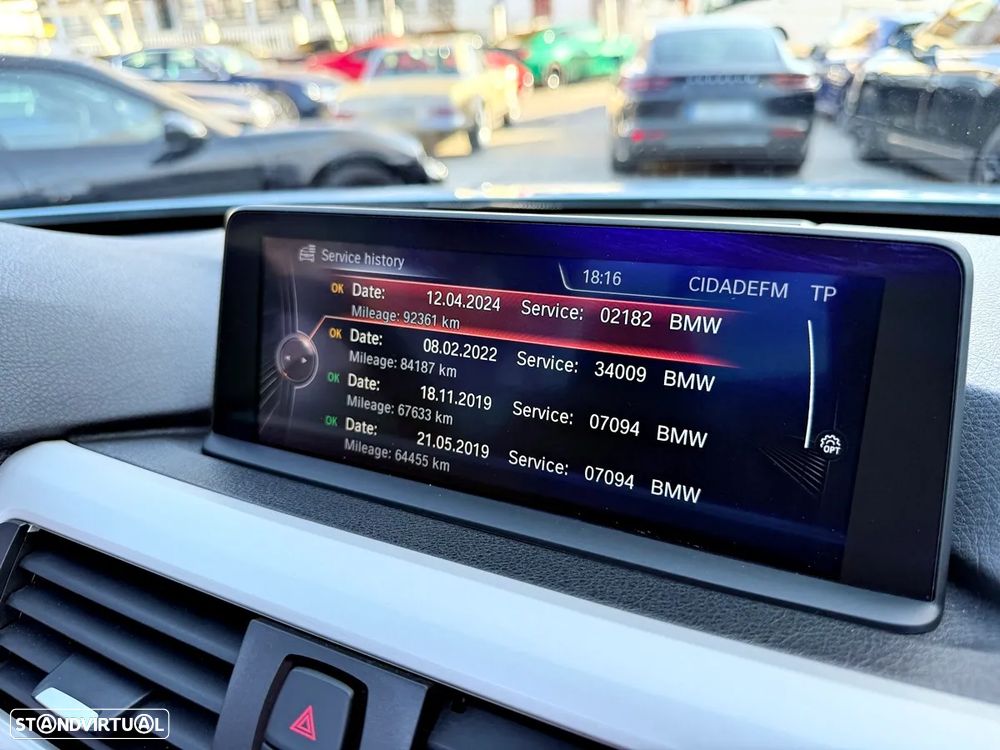 Service history
18:16 CIDADEFM TP
OK Date: 12.04.2024 Service: 02182 BMW
Mileage: 92361 km
OK Date: 08.02.2022 Service: 34009 BMW
Mileage: 84187 km
OK Date: 18.11.2019 Service: 07094 BMW
Mileage: 67633 km
OK Date: 21.05.2019 Service: 07094 BMW
Mileage: 64455 km
OPT
STANDVIRTUAL